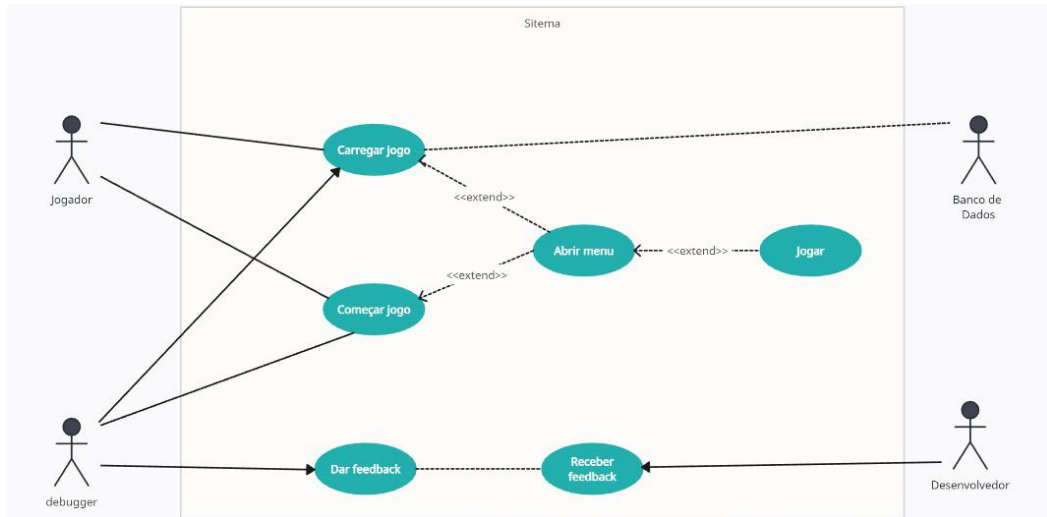 Sitema
Carregar jogo
Jogador
<<extend>>
Banco de
Dados
Abrir menu
<<extend>>
Jogar
<<extend>>
Começar jogo
Dar feedback
Receber
feedback
debugger
Desenvolvedor